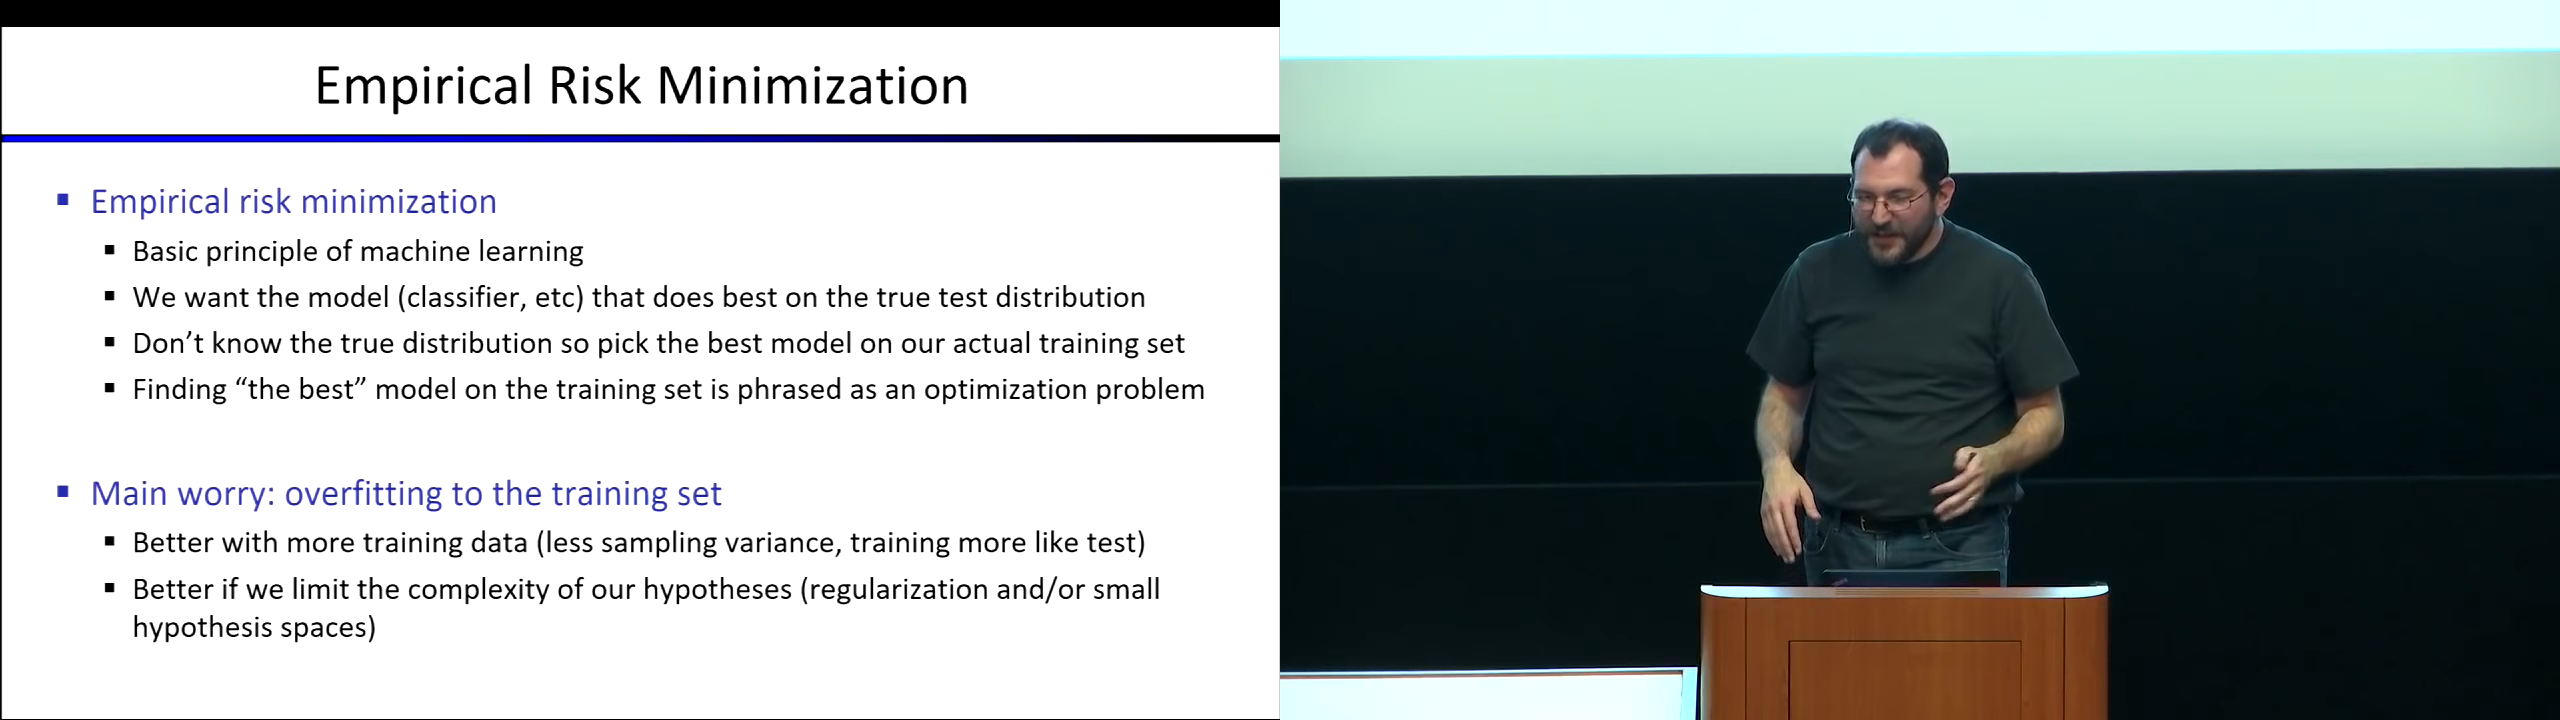 Empirical Risk Minimization
Empirical risk minimization
Basic principle of machine learning
We want the model (classifier, etc) that does best on the true test distribution
Don’t know the true distribution so pick the best model on our actual training set
Finding “the best” model on the training set is phrased as an optimization problem
Main worry: overfitting to the training set
Better with more training data (less sampling variance, training more like test)
Better if we limit the complexity of our hypotheses (regularization and/or small
hypothesis spaces)